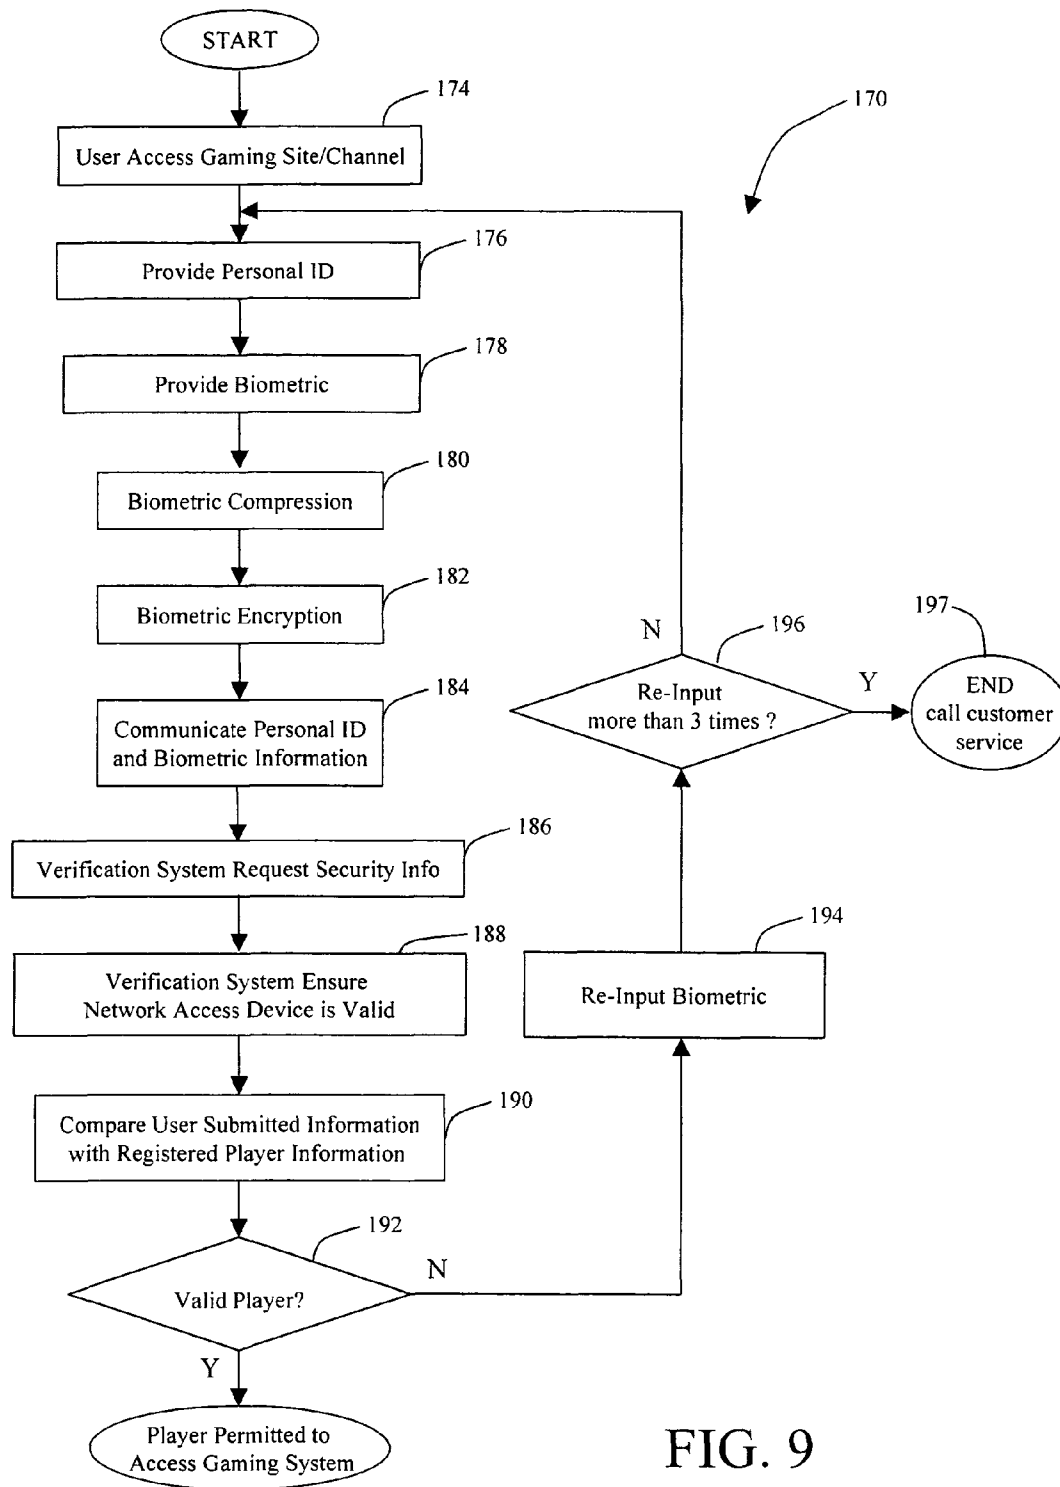 START
174
170
User Access Gaming Site/Channel
176
Provide Personal ID
178
Provide Biometric
180
Biometric Compression
182
Biometric Encryption
184
Communicate Personal ID
and Biometric Information
186
Verification System Request Security Info
188
Verification System Ensure
Network Access Device is Valid
190
Compare User Submitted Information
with Registered Player Information
192
Valid Player?
N
Y
Player Permitted to
Access Gaming System
194
Re-Input Biometric
196
N
Re-Input
more than 3 times ?
Y
197
END
call customer
service
FIG. 9